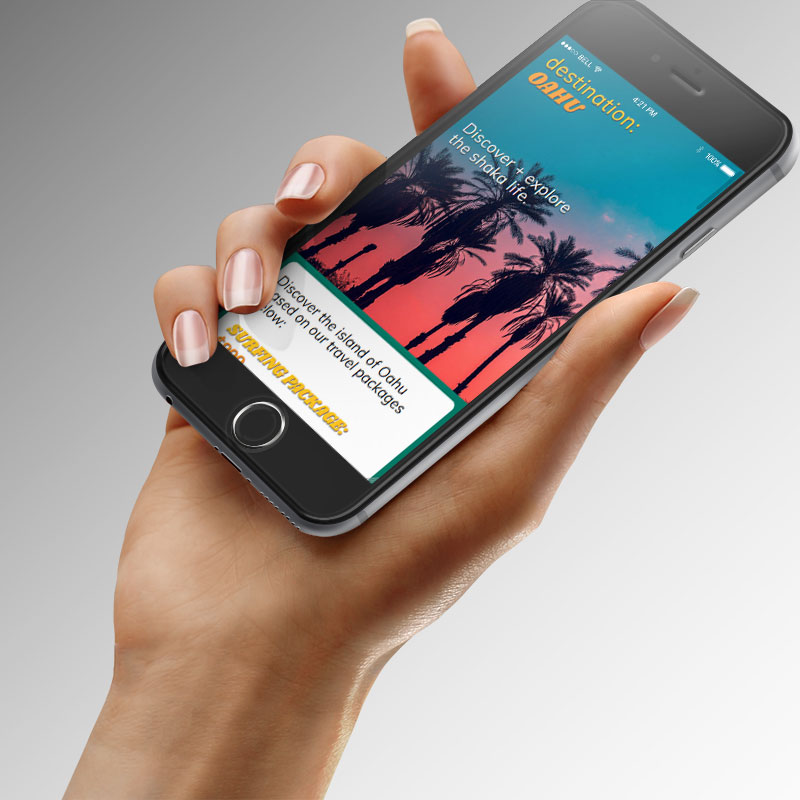 BELL
4:21 PM
100%
destination:
OAHU
Discover + explore
the shaka life.
Discover the island of Oahu
based on our travel packages
below:
SURFING PACKAGE: